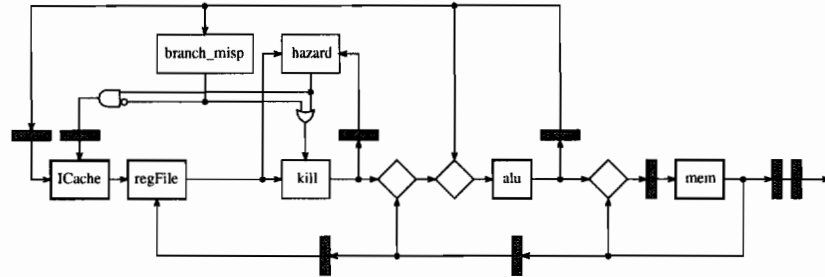 branch_misp
hazard
ICache
regFile
kill
alu
mem